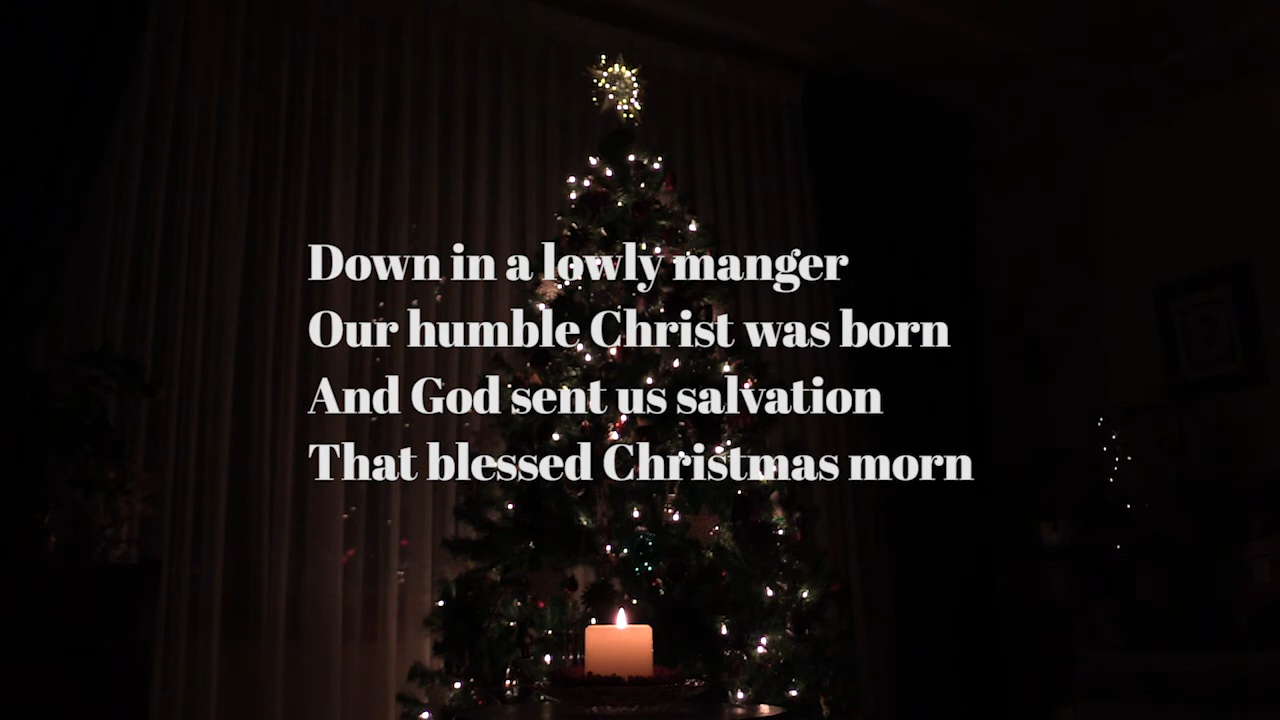 Down in a lowly manger
Our humble Christ was born
And God sent us salvation
That blessed Christmas morn